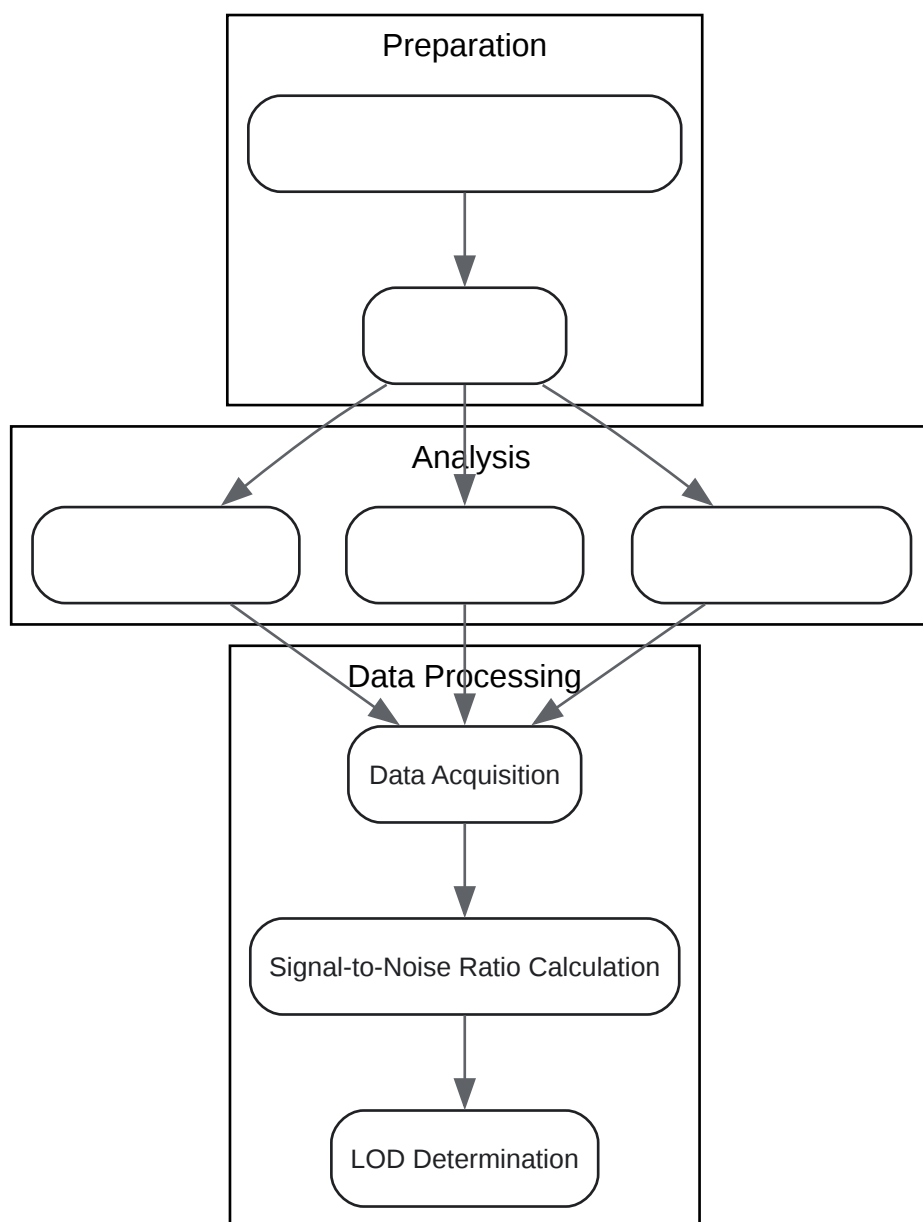 Preparation
Analysis
Data Processing
Data Acquisition
Signal-to-Noise Ratio Calculation
LOD Determination